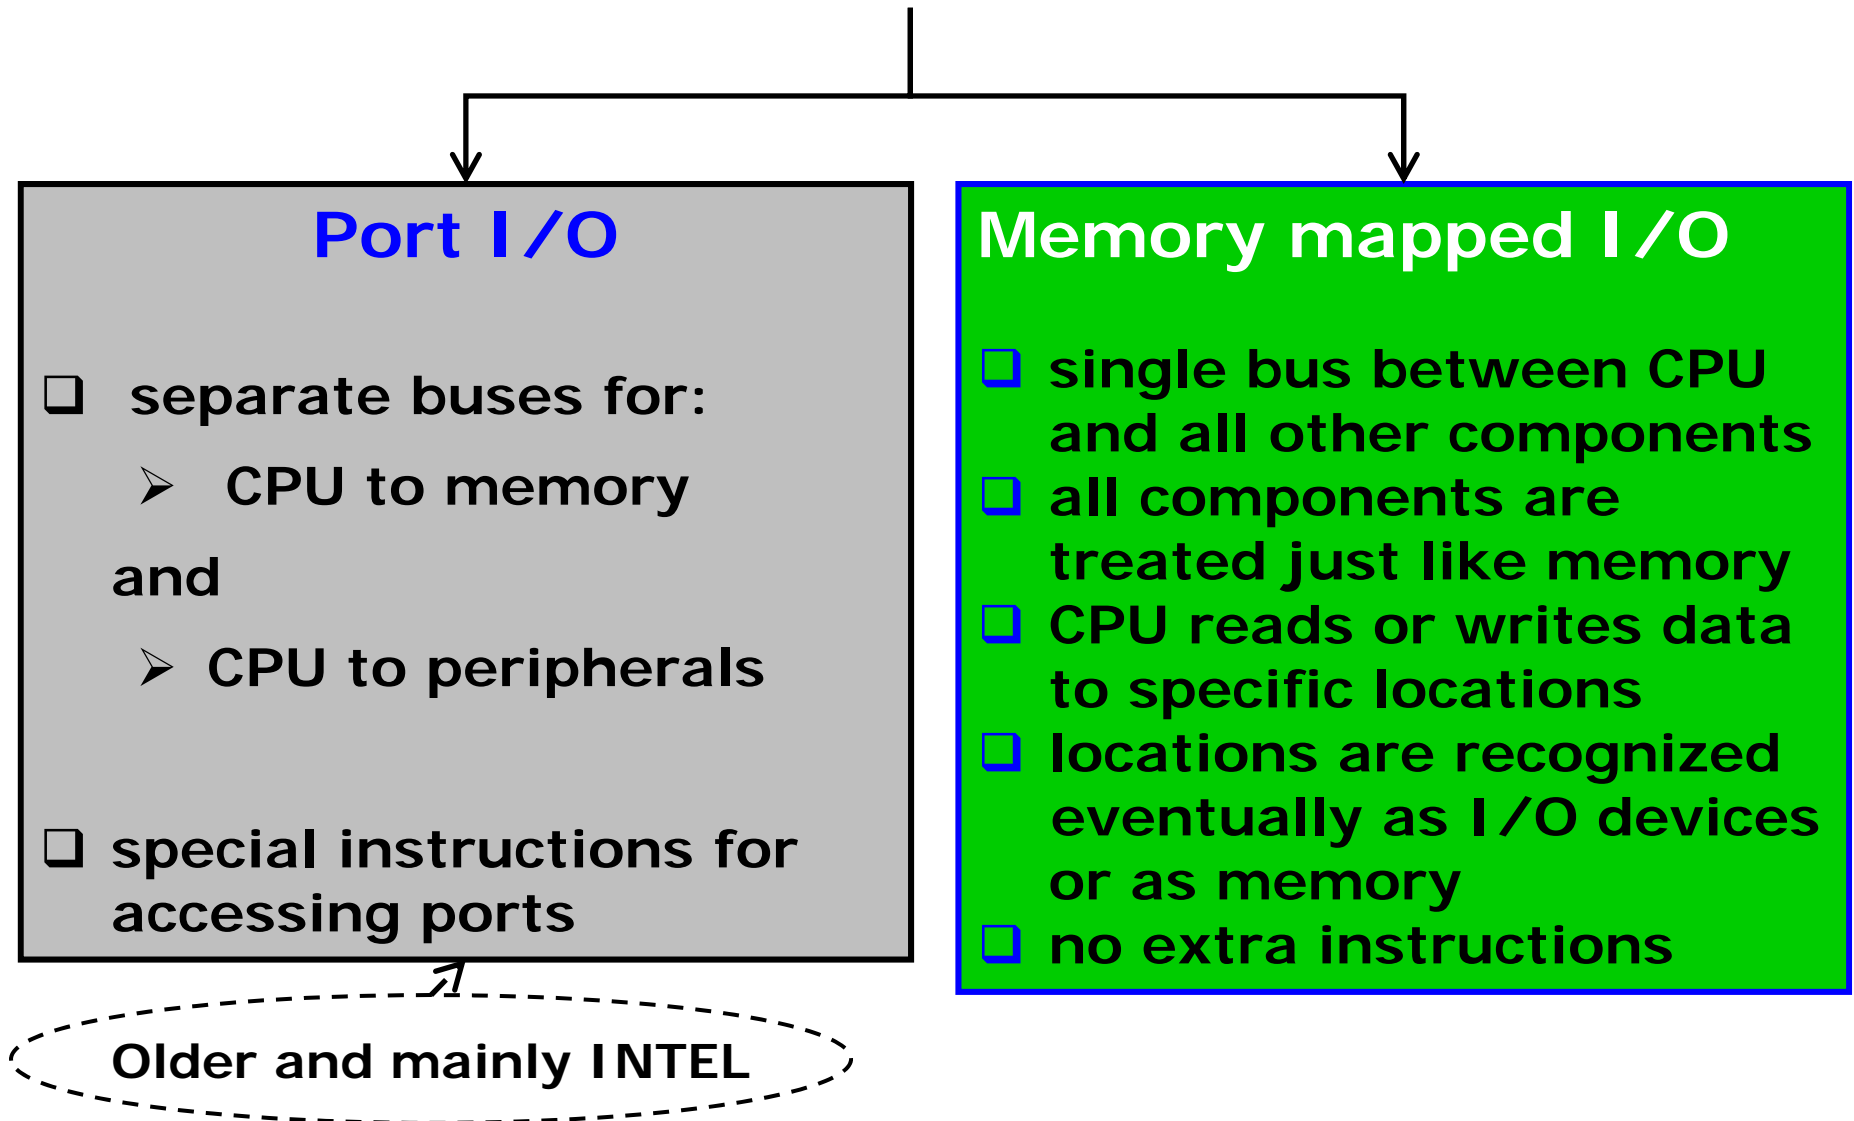 Port I/O
separate buses for:
CPU to memory
and
CPU to peripherals
special instructions for
accessing ports
Older and mainly INTEL
Memory mapped I/O
single bus between CPU
and all other components
all components are
treated just like memory
CPU reads or writes data
to specific locations
locations are recognized
eventually as I/O devices
or as memory
no extra instructions